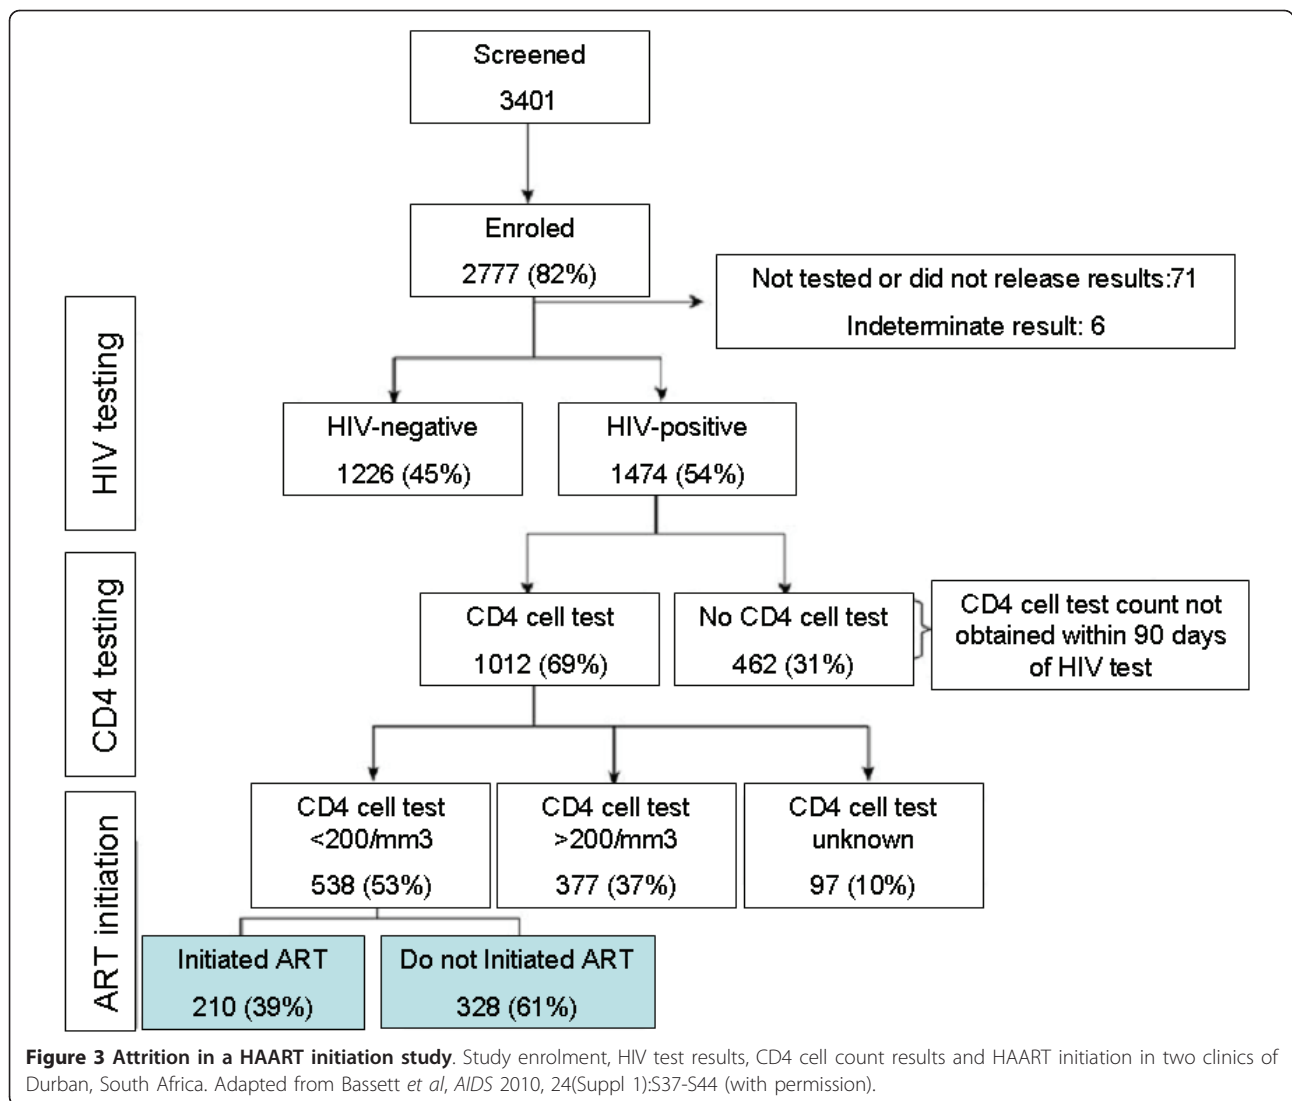 Screened
3401
Enroled
2777 (82%)
Not tested or did not release results:71
Indeterminate result: 6
HIV testing
HIV-negative
1226 (45%)
HIV-positive
1474 (54%)
CD4 testing
CD4 cell test
1012 (69%)
No CD4 cell test
462 (31%)
CD4 cell test count not
obtained within 90 days
of HIV test
ART initiation
CD4 cell test
<200/mm3
538 (53%)
CD4 cell test
>200/mm3
377 (37%)
CD4 cell test
unknown
97 (10%)
Initiated ART
210 (39%)
Do not Initiated ART
328 (61%)
Figure 3 Attrition in a HAART initiation study. Study enrolment, HIV test results, CD4 cell count results and HAART initiation in two clinics of
Durban, South Africa. Adapted from Bassett et al, AIDS 2010, 24(Suppl 1):S37-S44 (with permission).